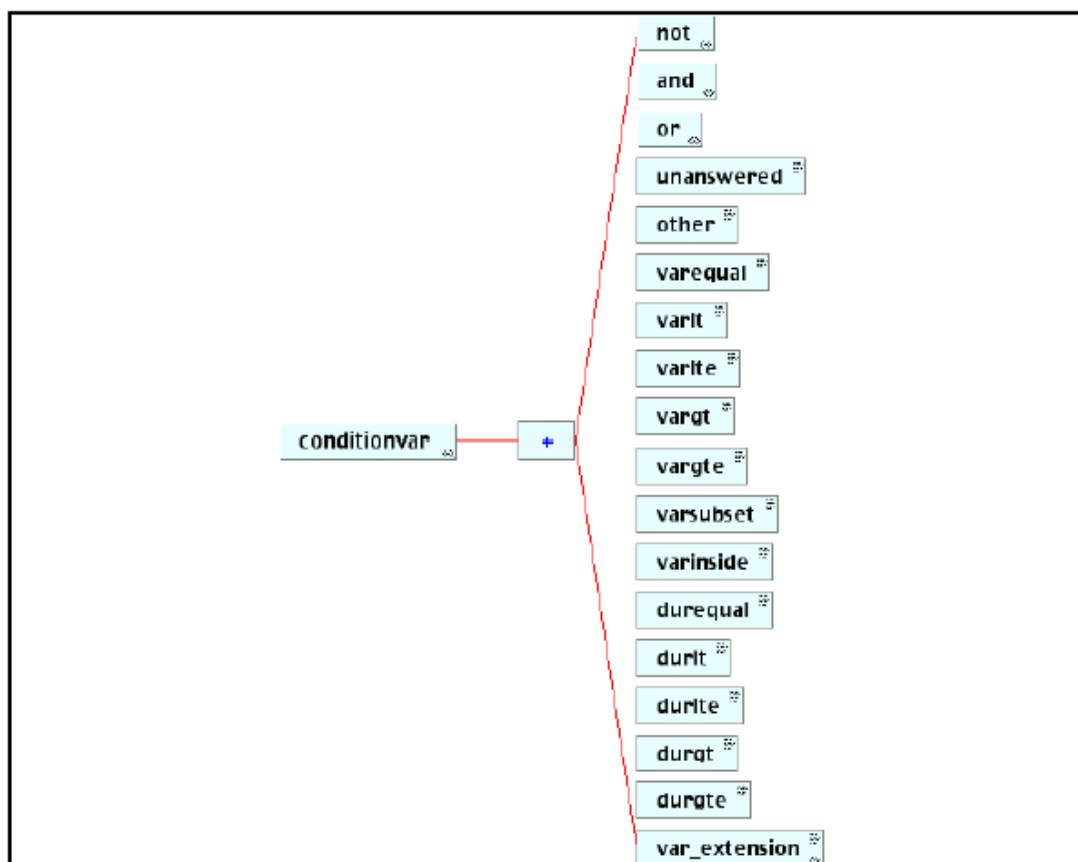 not
and
or
unanswered
other
varequal
varlt
varlte
vargt
conditionvar
+
vargte
varsubset
varinside
durequal
durlt
durlte
durgt
durgte
var_extension